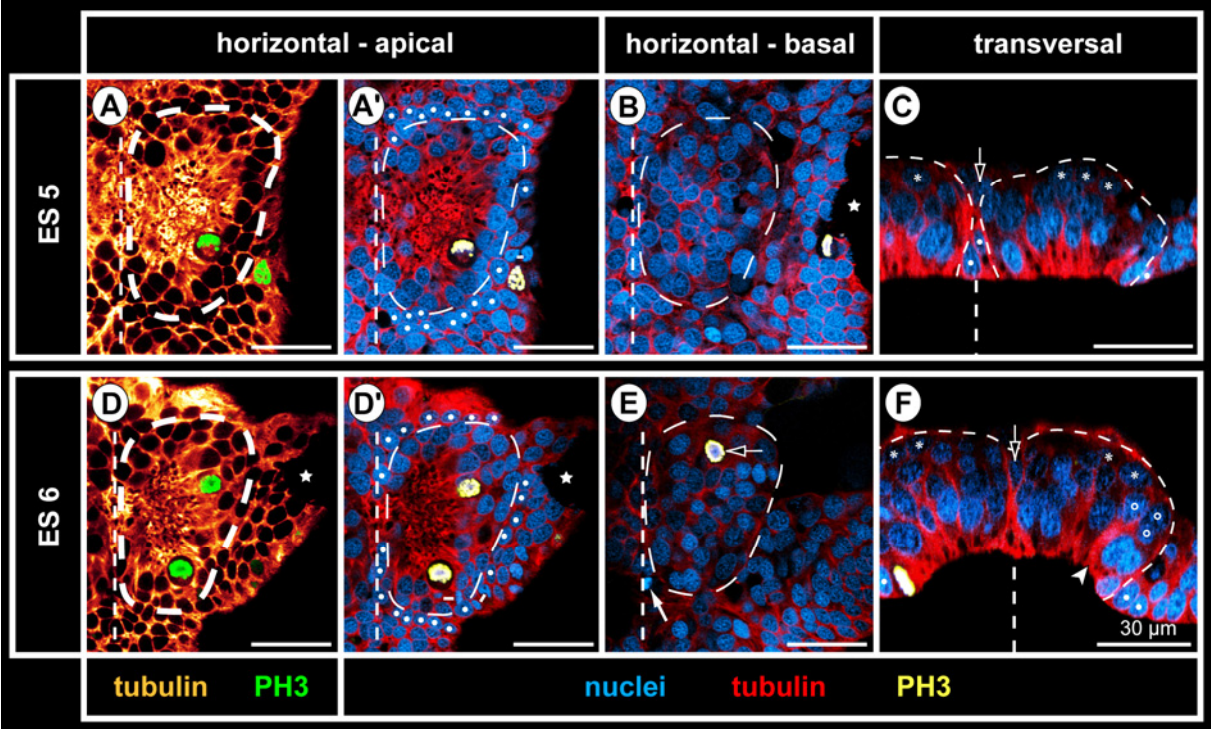 horizontal - apical
horizontal - basal
transversal
ES 5
A
A'
B
C
ES 6
D
D'
E
F
30 µm
tubulin
PH3
nuclei
tubulin
PH3